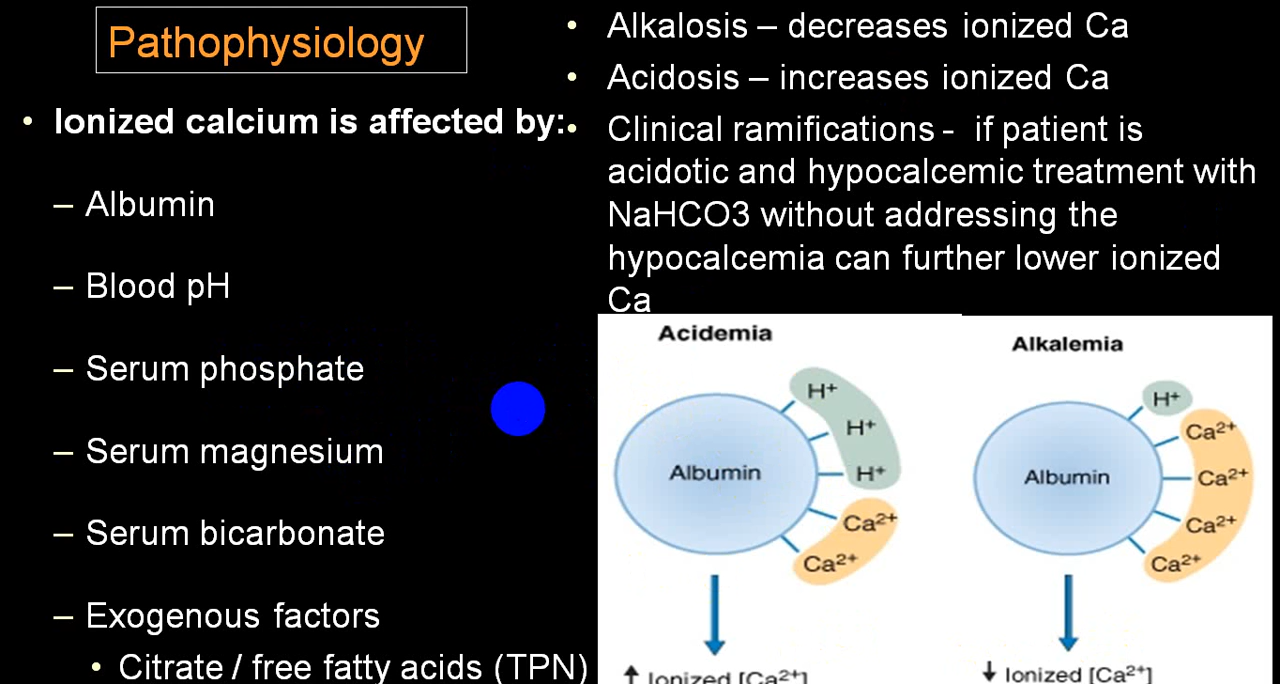 Pathophysiology
• Ionized calcium is affected by:
– Albumin
– Blood pH
– Serum phosphate
– Serum magnesium
– Serum bicarbonate
– Exogenous factors
• Citrate / free fatty acids (TPN)
• Alkalosis – decreases ionized Ca
• Acidosis – increases ionized Ca
• Clinical ramifications - if patient is
acidotic and hypocalcemic treatment with
NaHCO3 without addressing the
hypocalcemia can further lower ionized
Ca
Acidemia
H⁺
H⁺
H⁺
Albumin
Ca²⁺
Ca²⁺
↑ Ionized [Ca²⁺]
Alkalemia
H⁺
Ca²⁺
Ca²⁺
Albumin
Ca²⁺
Ca²⁺
↓ Ionized [Ca²⁺]